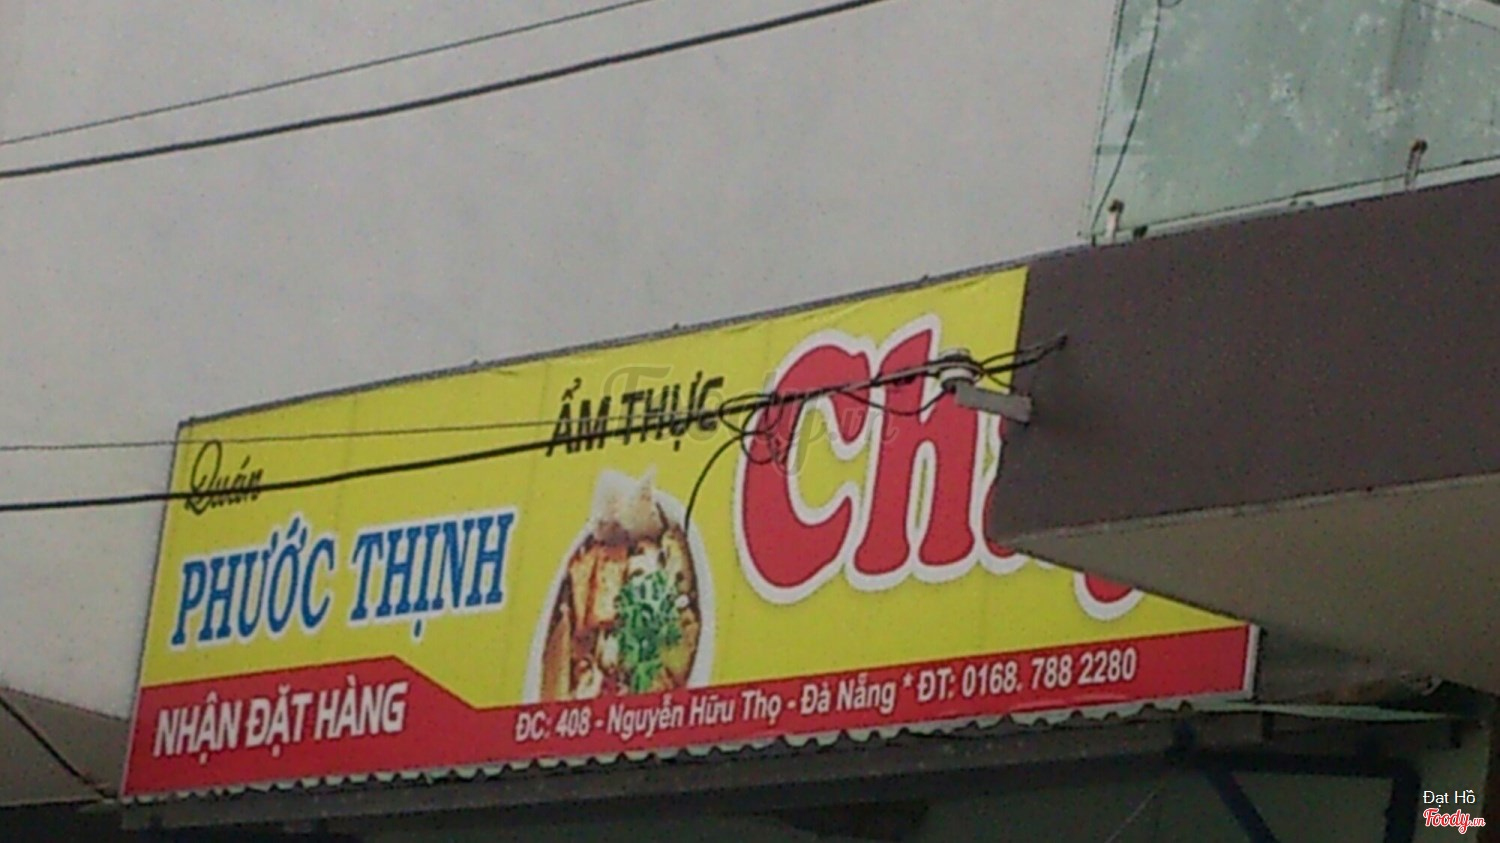 Quán
PHƯỚC THỊNH
ẨM THỰC
NHẬN ĐẶT HÀNG
ĐC: 408 - Nguyễn Hữu Thọ - Đà Nẵng * ĐT: 0168. 788 2280
Đạt Hồ
Foody.vn